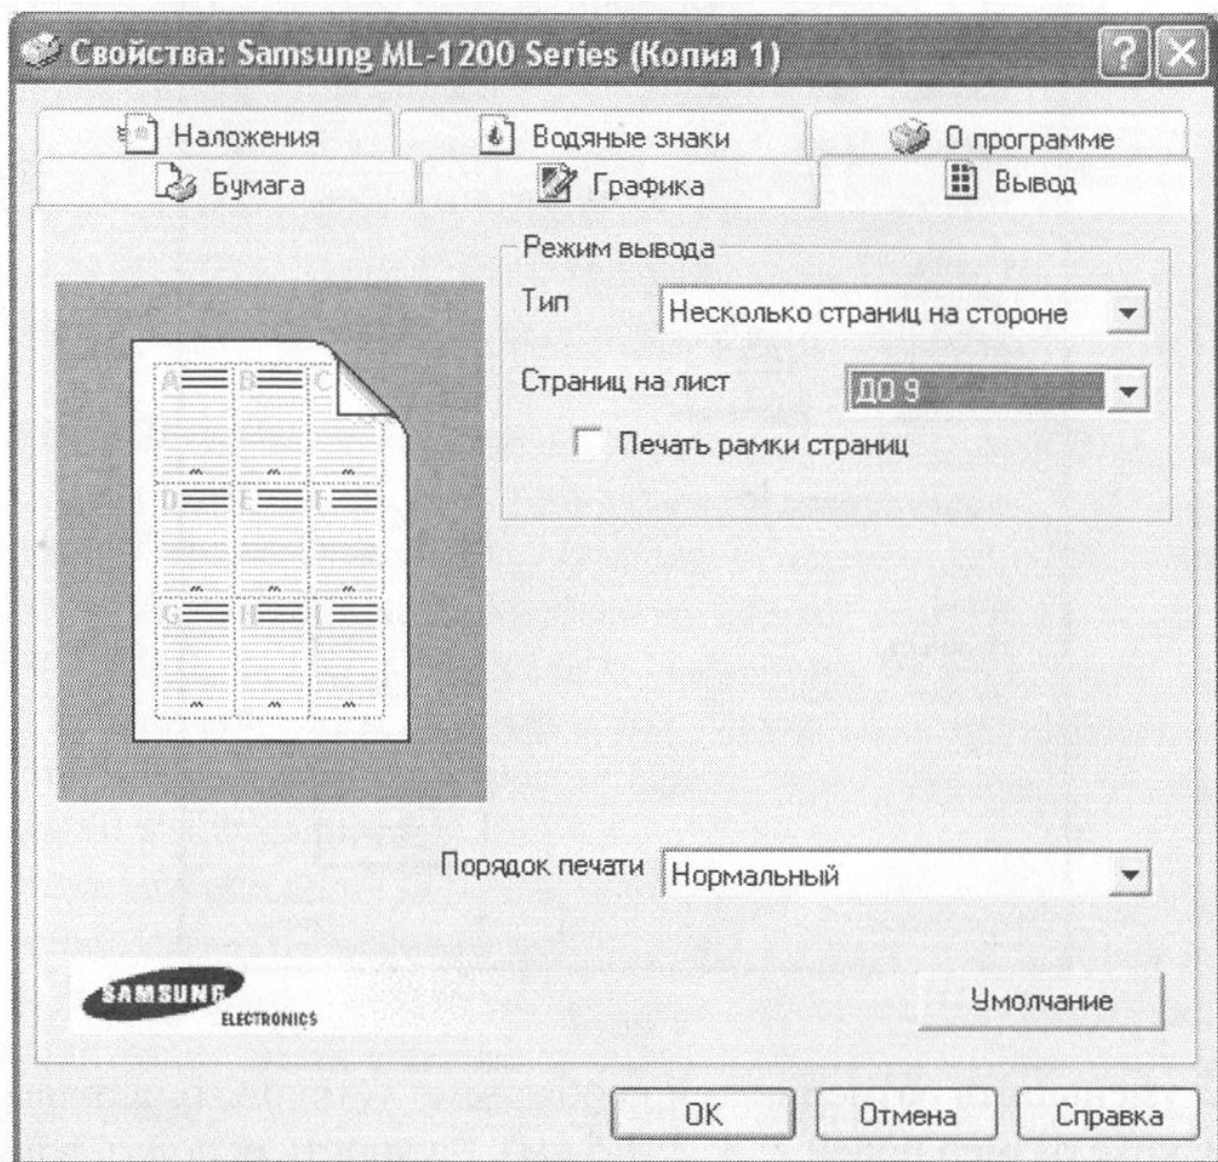 Свойства: Samsung ML-1200 Series (Копия 1)
Наложения
Водяные знаки
О программе
Бумага
Графика
Вывод
Режим вывода
Тип
Несколько страниц на стороне
Страниц на лист
ДО 9
Печать рамки страниц
A B C
D E F
G H I
Порядок печати
Нормальный
SAMSUNG
ELECTRONICS
Умолчание
OK
Отмена
Справка